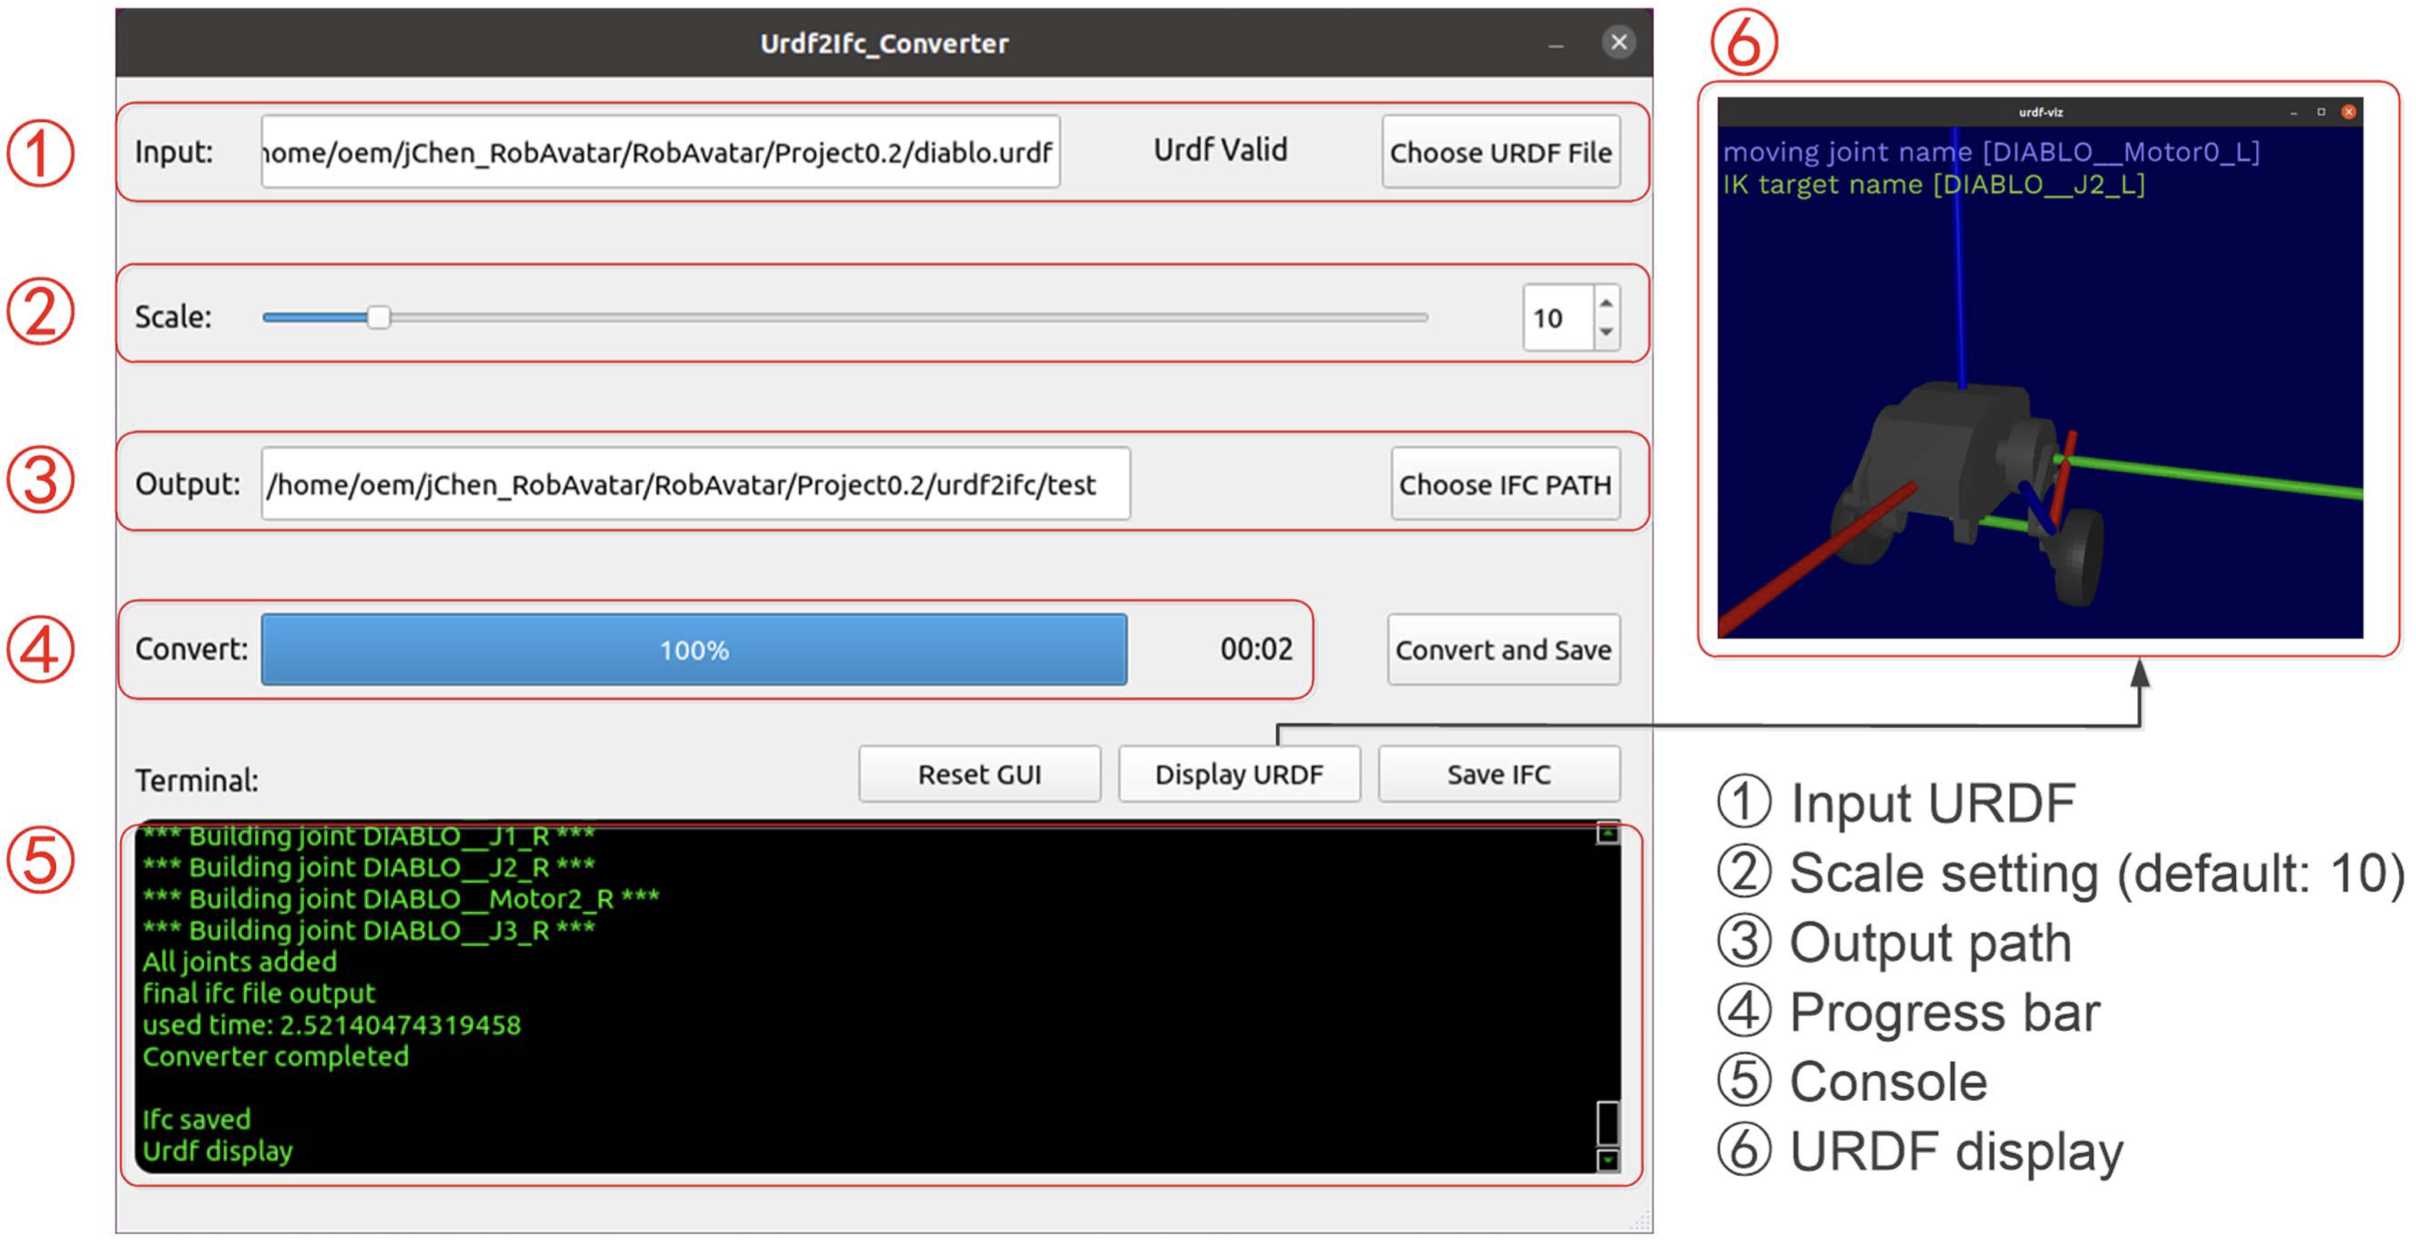 Urdf2Ifc_Converter
① Input: home/oem/jChen_RobAvatar/RobAvatar/Project0.2/diablo.urdf Urdf Valid Choose URDF File
② Scale: 10
③ Output: /home/oem/jChen_RobAvatar/RobAvatar/Project0.2/urdf2ifc/test Choose IFC PATH
④ Convert: 100% 00:02 Convert and Save
Terminal: Reset GUI Display URDF Save IFC
⑤
*** Building joint DIABLO__J1_R ***
*** Building joint DIABLO__J2_R ***
*** Building joint DIABLO__Motor2_R ***
*** Building joint DIABLO__J3_R ***
All joints added
final ifc file output
used time: 2.52140474319458
Converter completed
Ifc saved
Urdf display
⑥
urdf-viz
moving joint name [DIABLO__Motor0_L]
IK target name [DIABLO__J2_L]
① Input URDF
② Scale setting (default: 10)
③ Output path
④ Progress bar
⑤ Console
⑥ URDF display